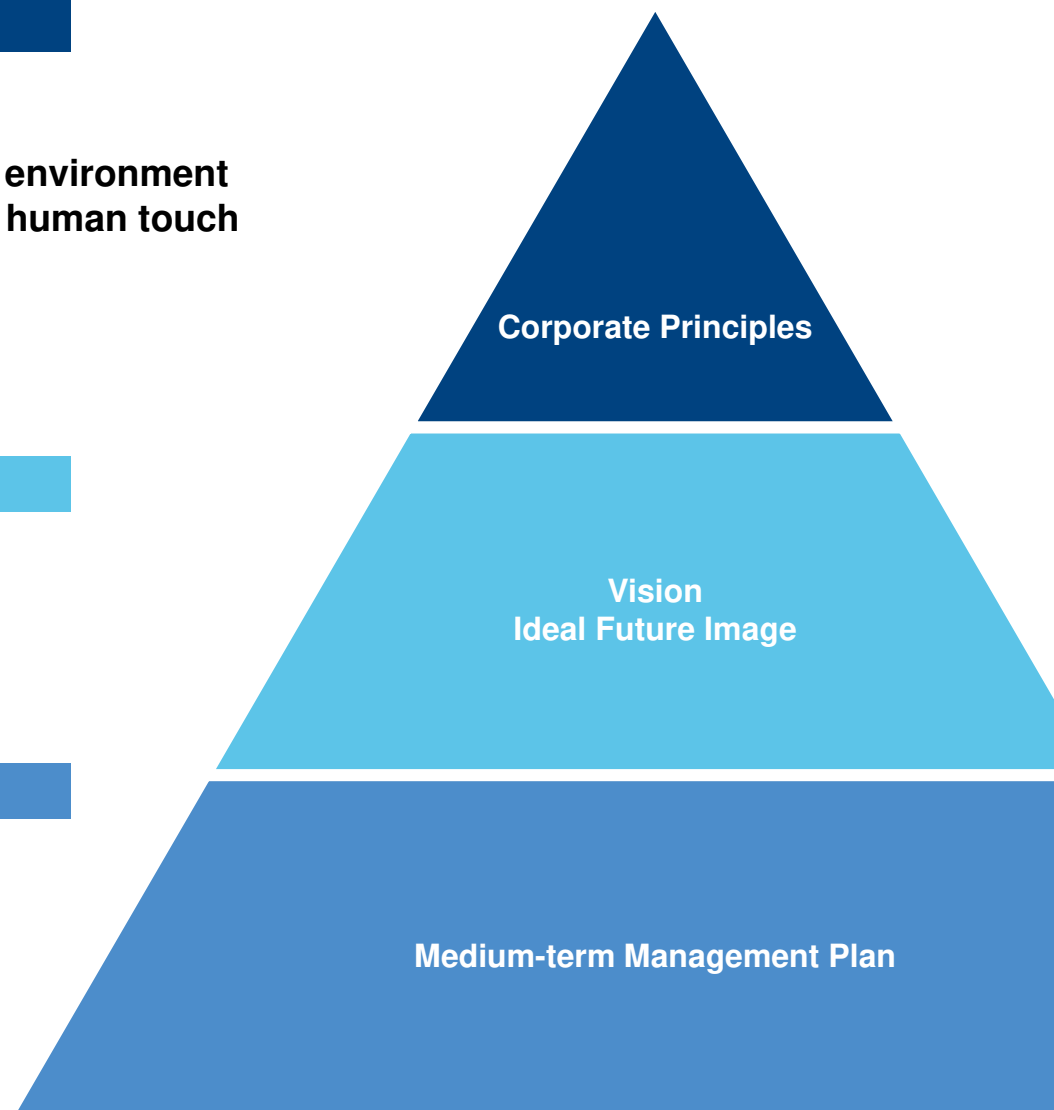 environment
human touch
Corporate Principles
Vision
Ideal Future Image
Medium-term Management Plan